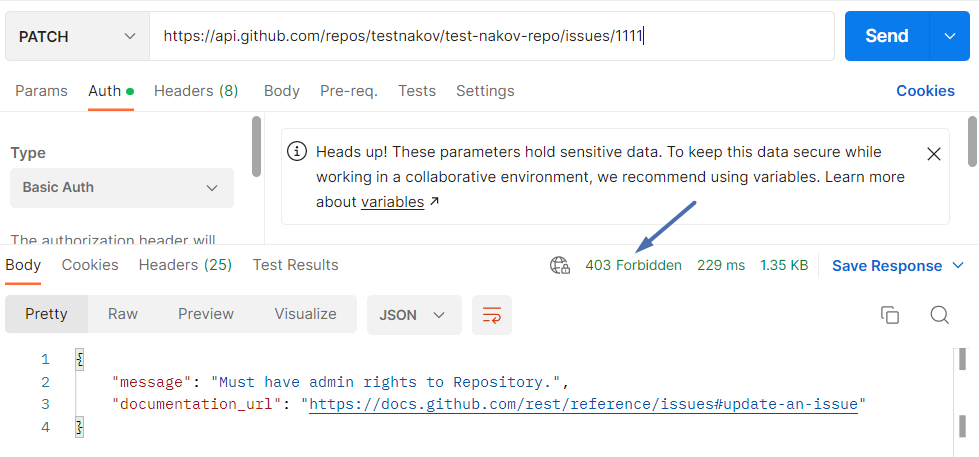 PATCH https://api.github.com/repos/testnakov/test-nakov-repo/issues/1111 Send
Params Auth Headers (8) Body Pre-req. Tests Settings Cookies
Type
Basic Auth
The authorization header will
Heads up! These parameters hold sensitive data. To keep this data secure while
working in a collaborative environment, we recommend using variables. Learn more
about variables ↗
Body Cookies Headers (25) Test Results 403 Forbidden 229 ms 1.35 KB Save Response
Pretty Raw Preview Visualize JSON
1 {
2 "message": "Must have admin rights to Repository.",
3 "documentation_url": "https://docs.github.com/rest/reference/issues#update-an-issue"
4 }